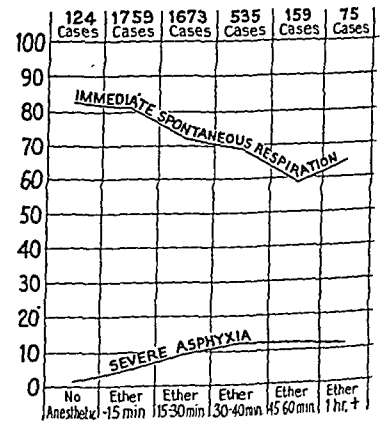 124 1759 1673 535 159 75
Cases Cases Cases Cases Cases Cases
100
90
IMMEDIATE SPONTANEOUS RESPIRATION
80
70
60
50
40
30
20
SEVERE ASPHYXIA
10
0
No Ether Ether Ether Ether Ether
Anesthetic -15 min 15-30 min 30-40 min 45 60 min 1 hr. +